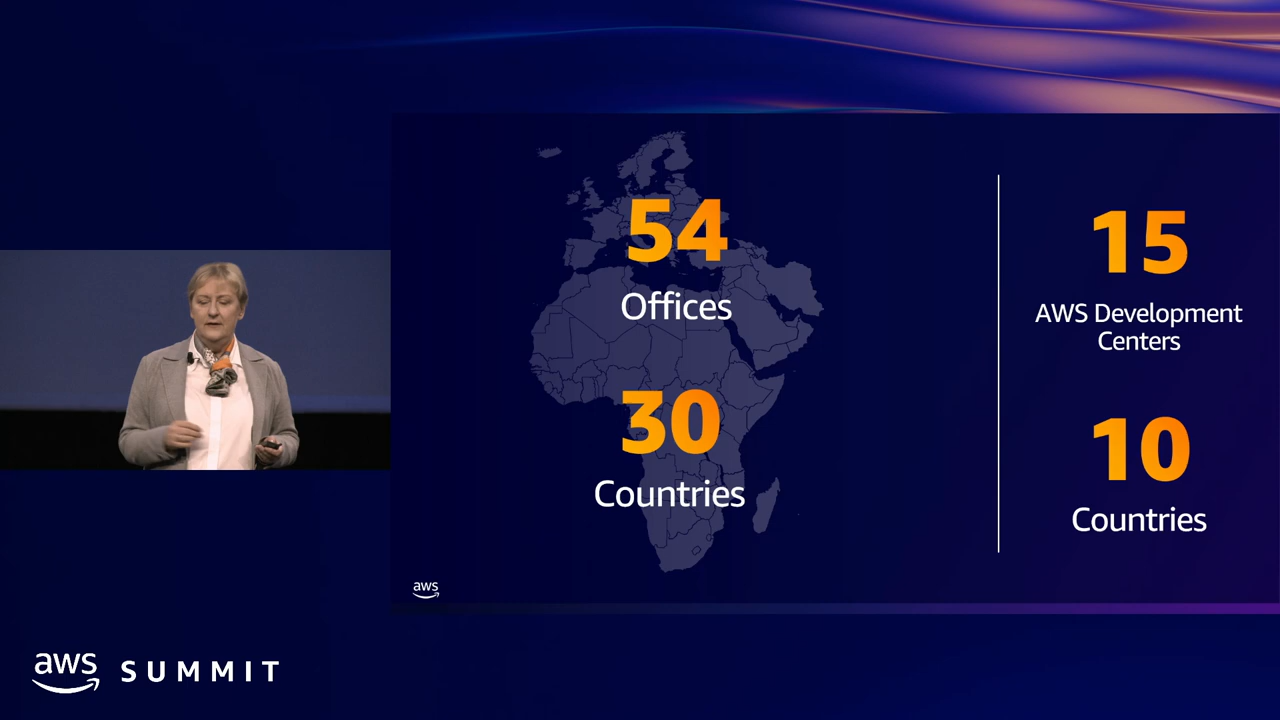 54
Offices
30
Countries
15
AWS Development
Centers
10
Countries
aws
aws SUMMIT